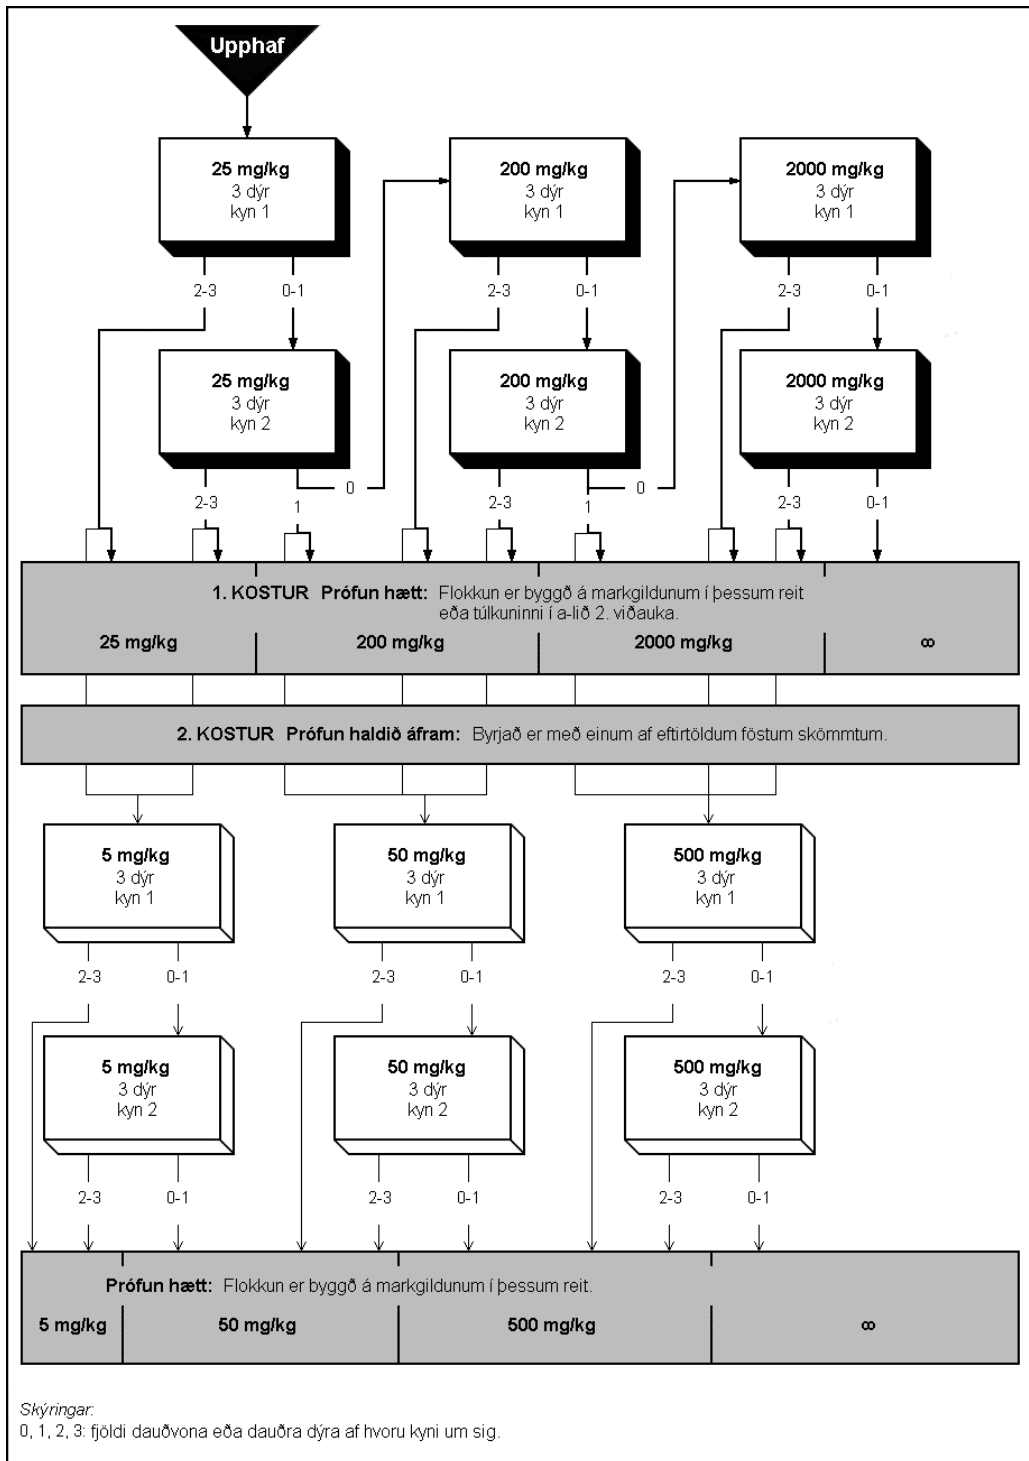 Upphaf
25 mg/kg
3 dýr
kyn 1
200 mg/kg
3 dýr
kyn 1
2000 mg/kg
3 dýr
kyn 1
2-3 0-1 2-3 0-1 2-3 0-1
25 mg/kg
3 dýr
kyn 2
200 mg/kg
3 dýr
kyn 2
2000 mg/kg
3 dýr
kyn 2
0 0
2-3 1 2-3 1 2-3 0-1
1. KOSTUR Prófun hætt: Flokkun er byggð á markgildunum í þessum reit
eða túlkuninni í a-lið 2. viðauka.
25 mg/kg 200 mg/kg 2000 mg/kg ∞
2. KOSTUR Prófun haldið áfram: Byrjað er með einum af eftirtöldum föstum skömmtum.
5 mg/kg
3 dýr
kyn 1
50 mg/kg
3 dýr
kyn 1
500 mg/kg
3 dýr
kyn 1
2-3 0-1 2-3 0-1 2-3 0-1
5 mg/kg
3 dýr
kyn 2
50 mg/kg
3 dýr
kyn 2
500 mg/kg
3 dýr
kyn 2
2-3 0-1 2-3 0-1 2-3 0-1
Prófun hætt: Flokkun er byggð á markgildunum í þessum reit.
5 mg/kg 50 mg/kg 500 mg/kg ∞
Skýringar:
0, 1, 2, 3: fjöldi dauðvona eða dauðra dýra af hvoru kyni um sig.